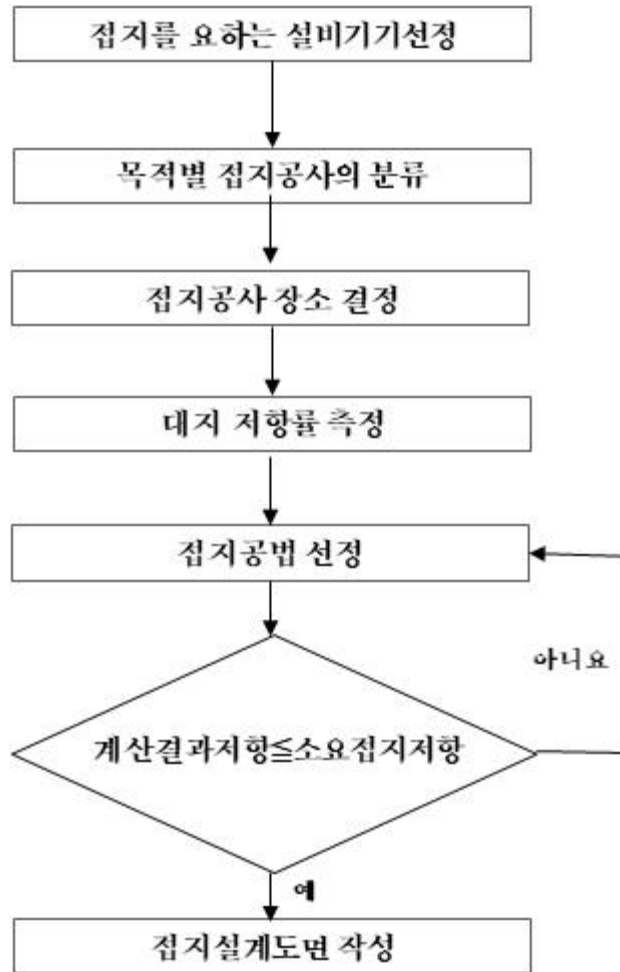 접지를 요하는 설비기기선정
목적별 접지공사의 분류
접지공사 장소 결정
대지 저항률 측정
접지공법 선정
아니요
계산결과저항≦소요접지저항
예
접지설계도면 작성